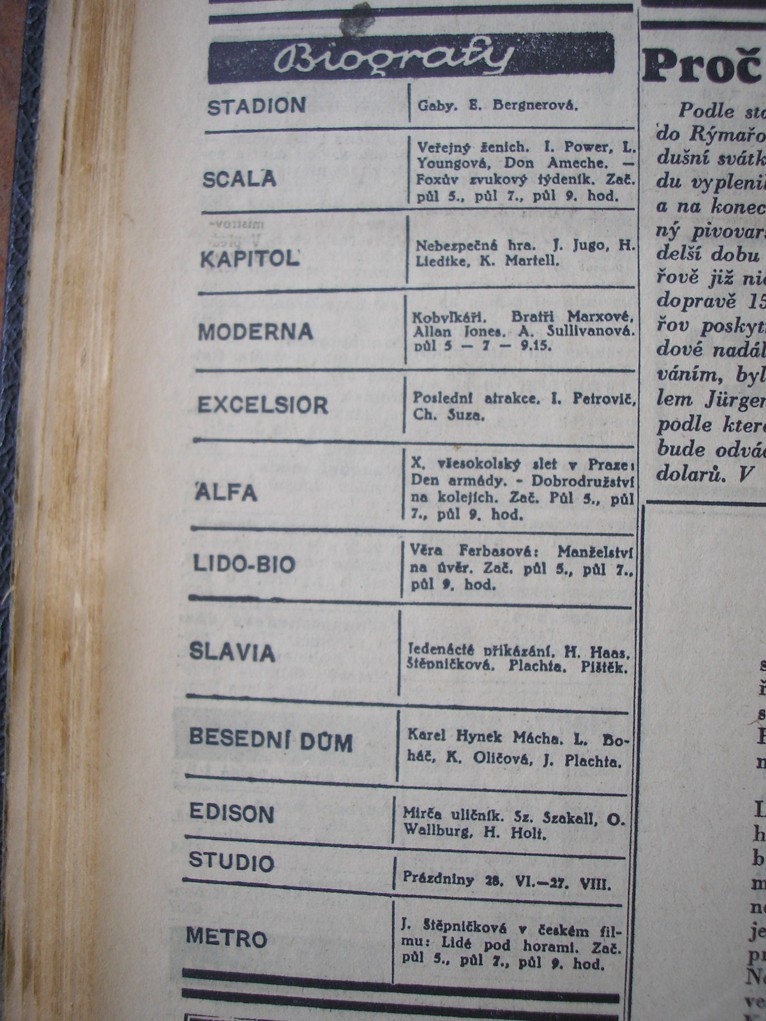 Biografy
STADION
Gaby. E. Bergnerová.
SCALA
Veřejný ženich. I. Power, L.
Youngová, Don Ameche. —
Foxův zvukový týdeník. Zač.
půl 5., půl 7., půl 9. hod.
KAPITOL
Nebezpečná hra. J. Jugo, H.
Liedtke, K. Martell.
MODERNA
Kobylkáři. Bratři Marxové,
Allan Jones. A. Sullivanová.
půl 5 — 7 — 9.15.
EXCELSIOR
Poslední atrakce. I. Petrovič,
Ch. Suza.
ALFA
X. všesokolský slet v Praze:
Den armády. - Dobrodružství
na kolejích. Zač. Půl 5., půl
7., půl 9. hod.
LIDO-BIO
Věra Ferbasová: Manželství
na úvěr. Zač. půl 5., půl 7.,
půl 9. hod.
SLAVIA
Jedenácté přikázání. H. Haas,
Štěpničková. Plachta. Pištěk.
BESEDNÍ DŮM
Karel Hynek Mácha. L. Bo-
háč, K. Oličová, J. Plachta.
EDISON
Mirča uličník. Sz. Szakall, O.
Wallburg, H. Holt.
STUDIO
Prázdniny 28. VI.—27. VIII.
METRO
J. Štěpničková v českém fil-
mu: Lidé pod horami. Zač.
půl 5., půl 7., půl 9. hod.
Proč
Podle
do Rýmařo
dušní svátk
du vyplenil
a na konec
ný pivovar
delší dobu
řově již nic
dopravě 15
řov poskyt
dové nadál
váním, byl
lem Jürgen
podle které
bude odvá
dolarů. V